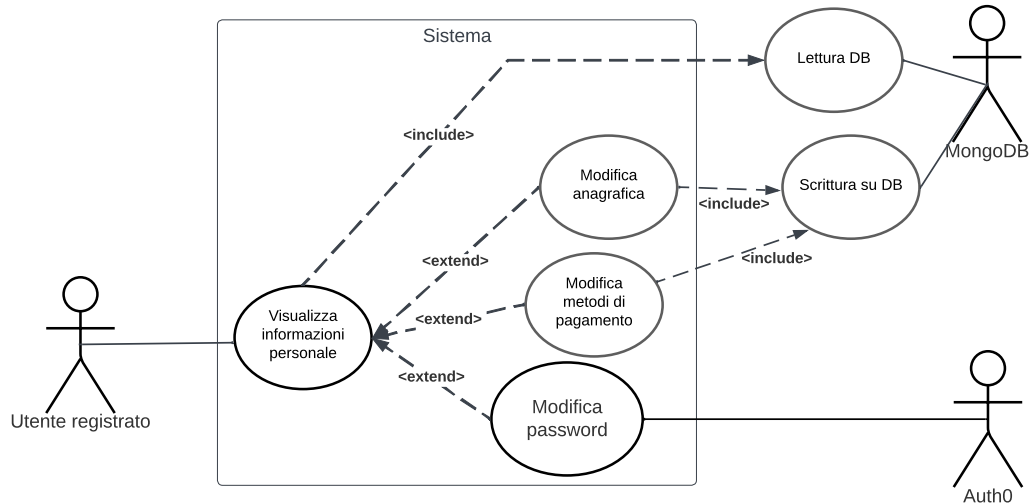 Sistema
Lettura DB
MongoDB
<include>
Modifica
anagrafica
Scrittura su DB
<include>
<extend>
<include>
Modifica
metodi di
pagamento
<extend>
Visualizza
informazioni
personale
<extend>
Utente registrato
Modifica
password
Auth0